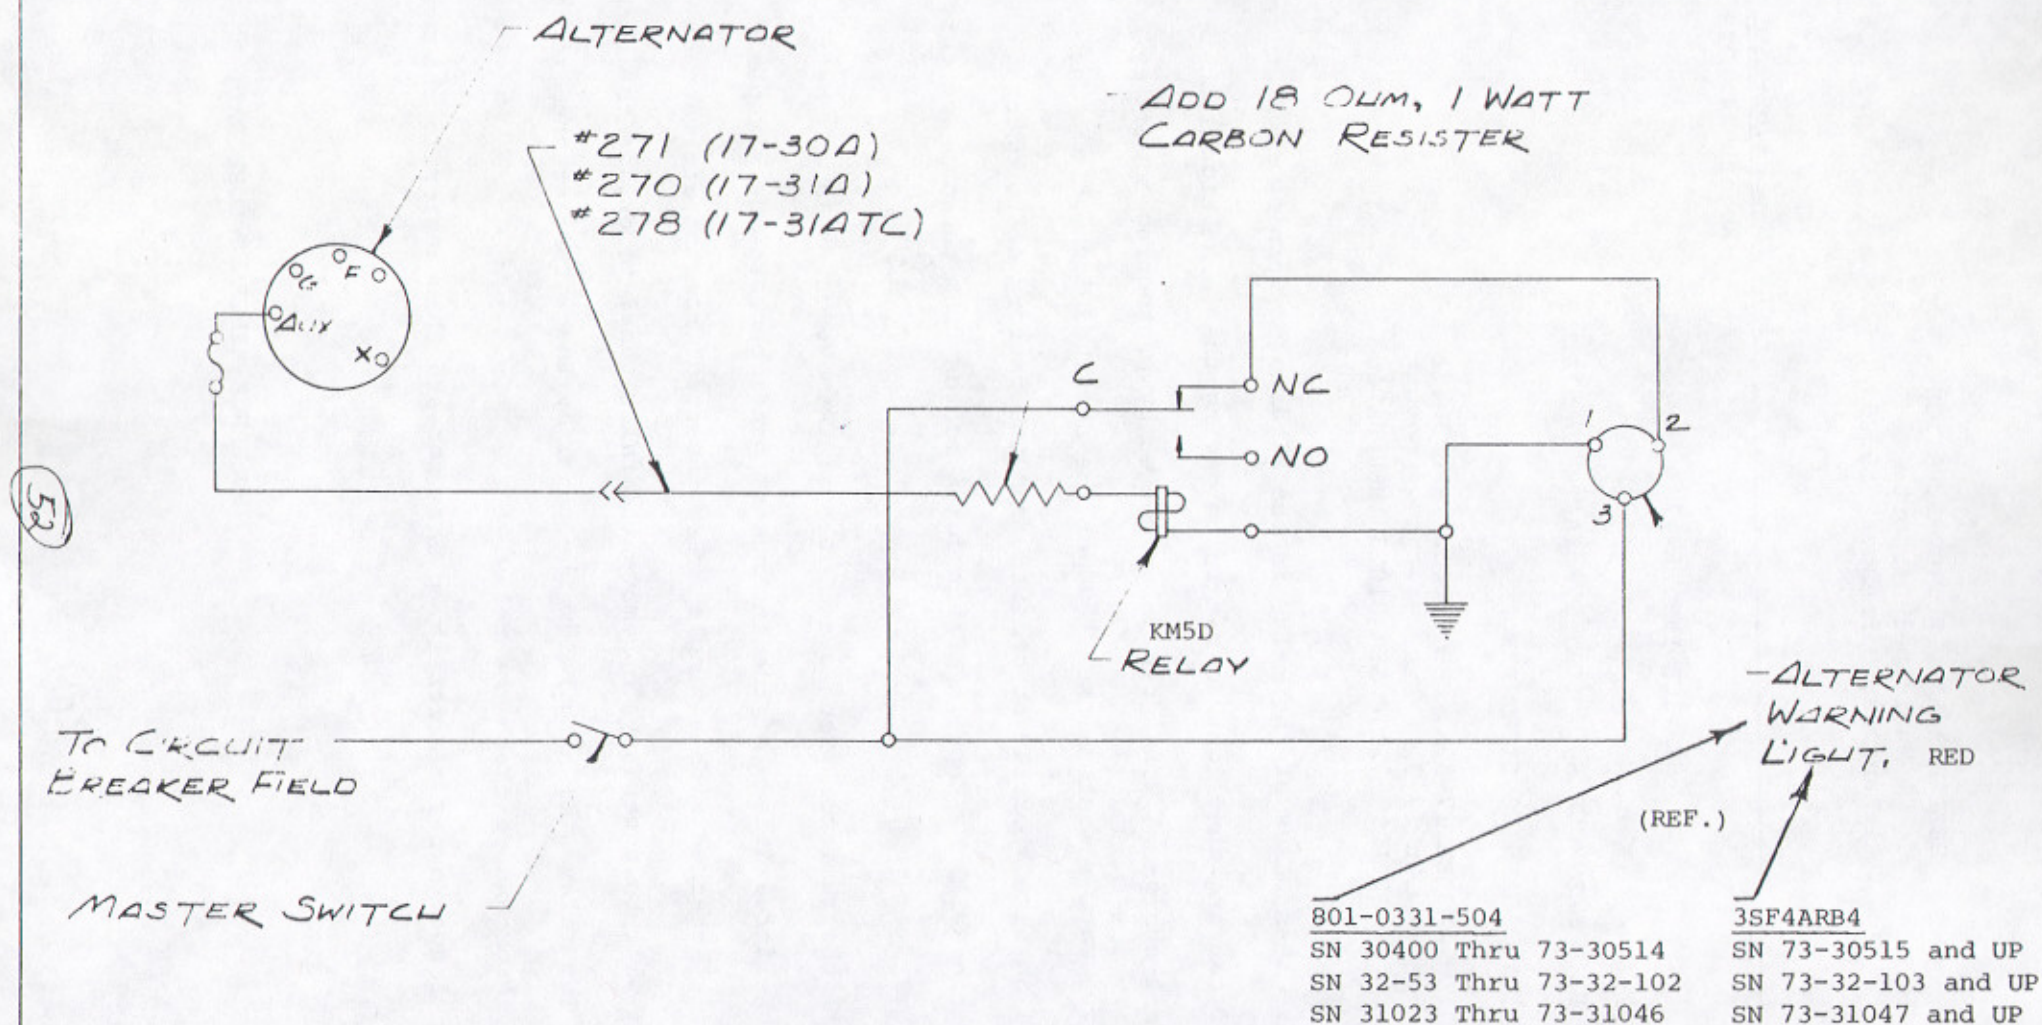 ALTERNATOR
ADD 18 OHM, 1 WATT
CARBON RESISTER
#271 (17-30A)
#270 (17-31A)
#278 (17-31ATC)
G
F
AUX
X
C
NC
NO
1
2
3
52
KM5D
RELAY
ALTERNATOR
WARNING
LIGHT, RED
(REF.)
TO CIRCUIT
BREAKER FIELD
MASTER SWITCH
801-0331-504
SN 30400 Thru 73-30514
SN 32-53 Thru 73-32-102
SN 31023 Thru 73-31046
3SF4ARB4
SN 73-30515 and UP
SN 73-32-103 and UP
SN 73-31047 and UP